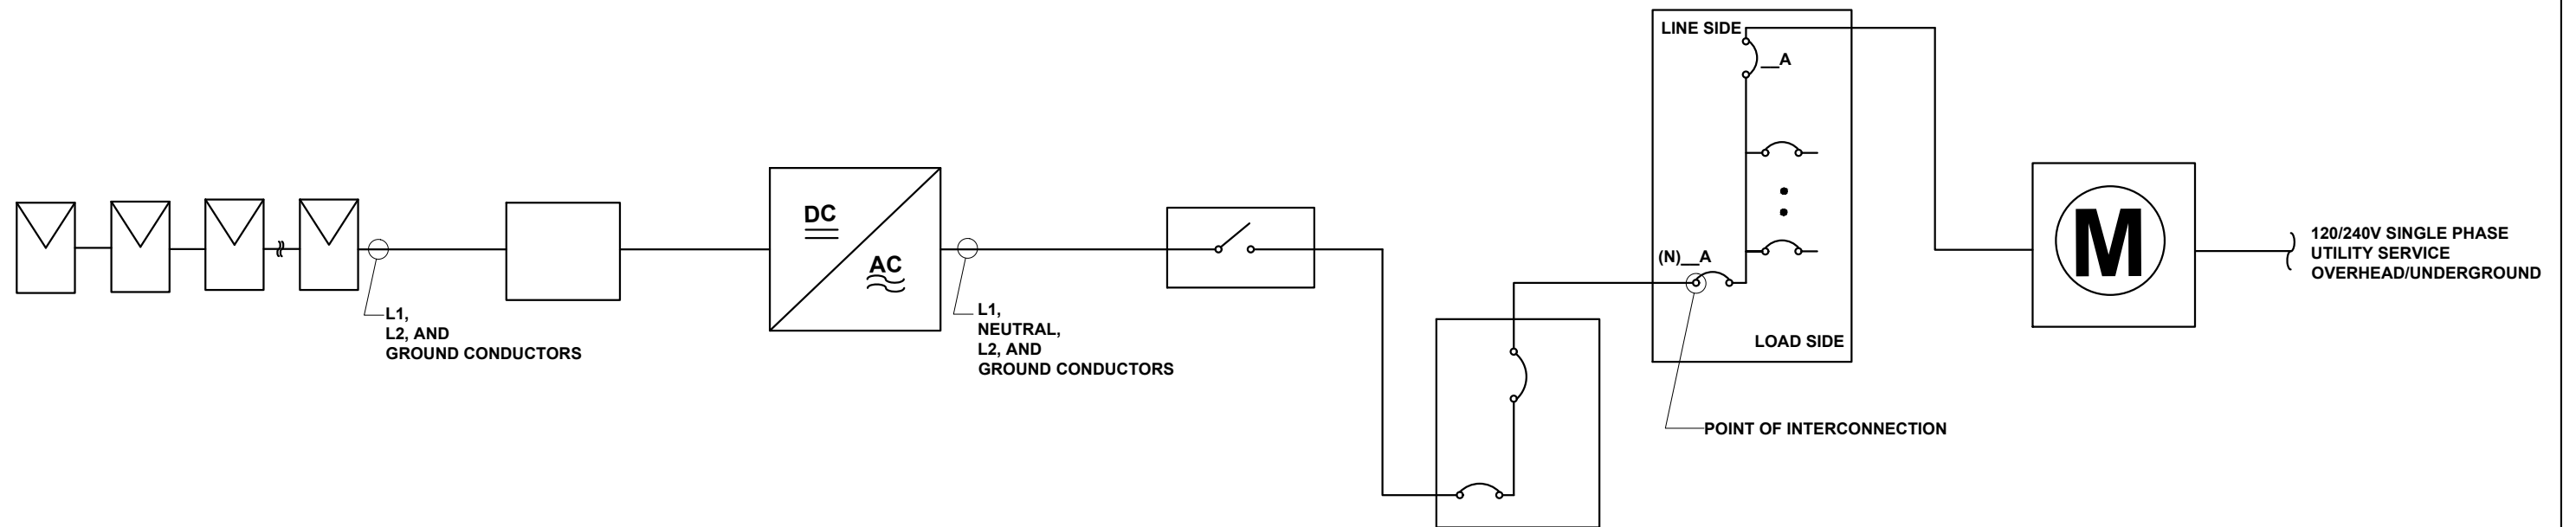 LINE SIDE
__A
DC
AC
(N)__A
M
120/240V SINGLE PHASE
UTILITY SERVICE
OVERHEAD/UNDERGROUND
L1,
L2, AND
GROUND CONDUCTORS
L1,
NEUTRAL,
L2, AND
GROUND CONDUCTORS
LOAD SIDE
POINT OF INTERCONNECTION